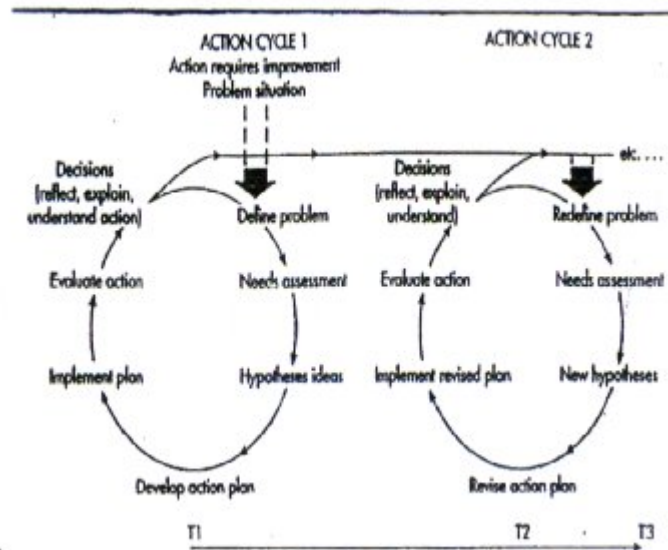 ACTION CYCLE 1
Action requires improvement
Problem situation
ACTION CYCLE 2
etc. . . .
Decisions
(reflect, explain,
understand action)
Define problem
Evaluate action
Needs assessment
Implement plan
Hypotheses ideas
Develop action plan
Decisions
(reflect, explain,
understand)
Redefine problem
Evaluate action
Needs assessment
Implement revised plan
New hypotheses
Revise action plan
T1
T2
T3